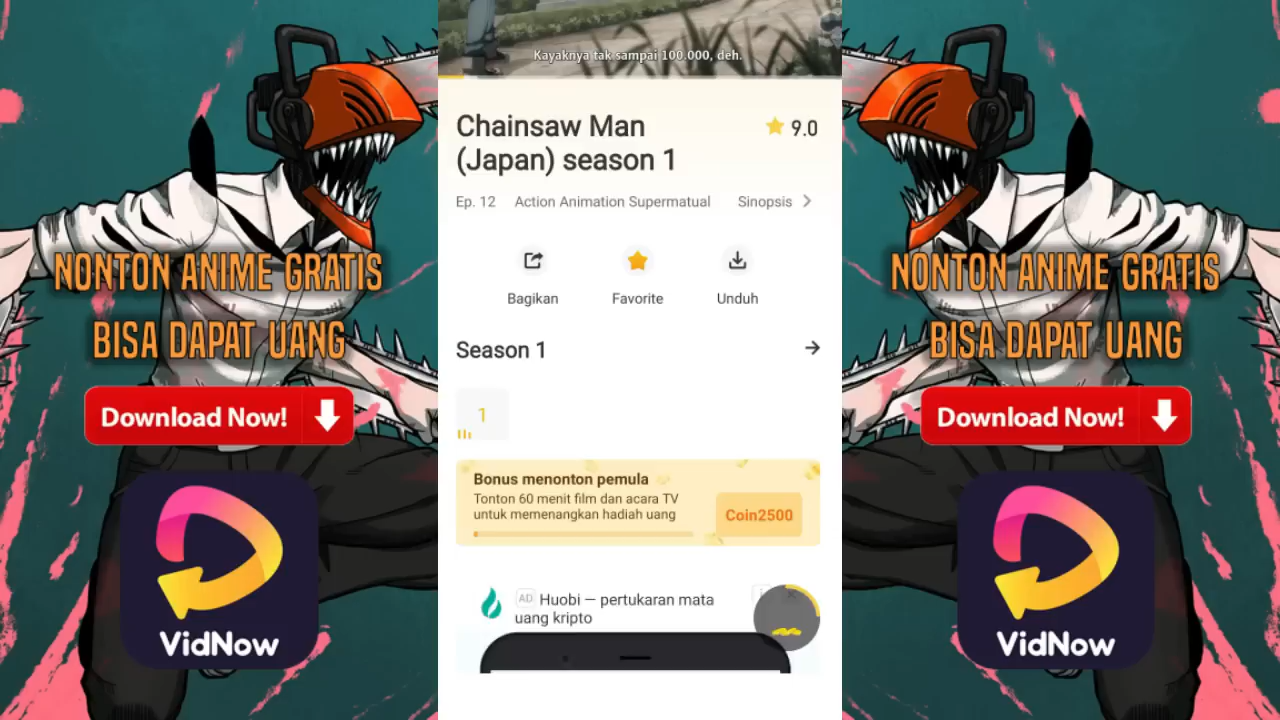 Kayaknya tak sampai 100.000, deh.
Chainsaw Man
(Japan) season 1
9.0
Ep. 12 Action Animation Supermatual Sinopsis
Bagikan Favorite Unduh
Season 1
1
Bonus menonton pemula
Tonton 60 menit film dan acara TV
untuk memenangkan hadiah uang
Coin2500
AD Huobi – pertukaran mata
uang kripto
NONTON ANIME GRATIS
BISA DAPAT UANG
Download Now!
VidNow
NONTON ANIME GRATIS
BISA DAPAT UANG
Download Now!
VidNow